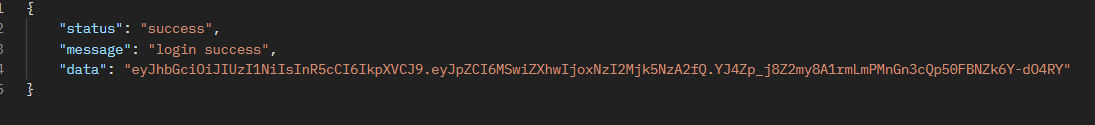 1 {
2 "status": "success",
3 "message": "login success",
4 "data": "eyJhbGciOiJIUzI1NiIsInR5cCI6IkpXVCJ9.eyJpZCI6MSwiZXhwIjoxNzI2Mjk5NzA2fQ.YJ4Zp_j8Z2my8A1rmLmPMnGn3cQp50FBNZk6Y-dO4RY"
5 }